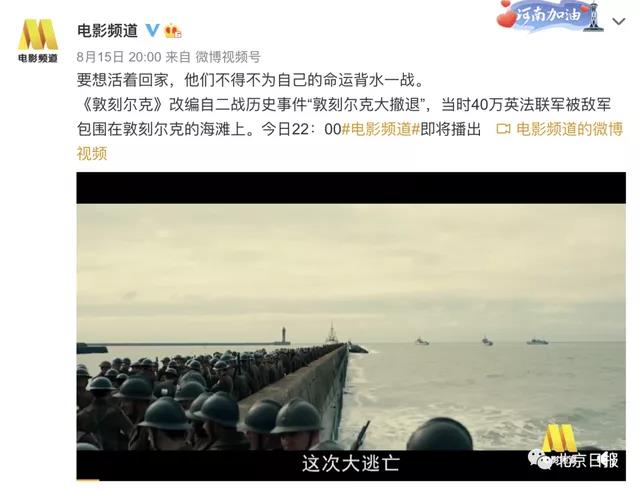 河南加油
电影频道
电影频道
8月15日 20:00 来自 微博视频号
要想活着回家，他们不得不为自己的命运背水一战。
《敦刻尔克》改编自二战历史事件“敦刻尔克大撤退”，当时40万英法联军被敌军
包围在敦刻尔克的海滩上。今日22：00#电影频道#即将播出 电影频道的微博
视频
这次大逃亡
北京日報